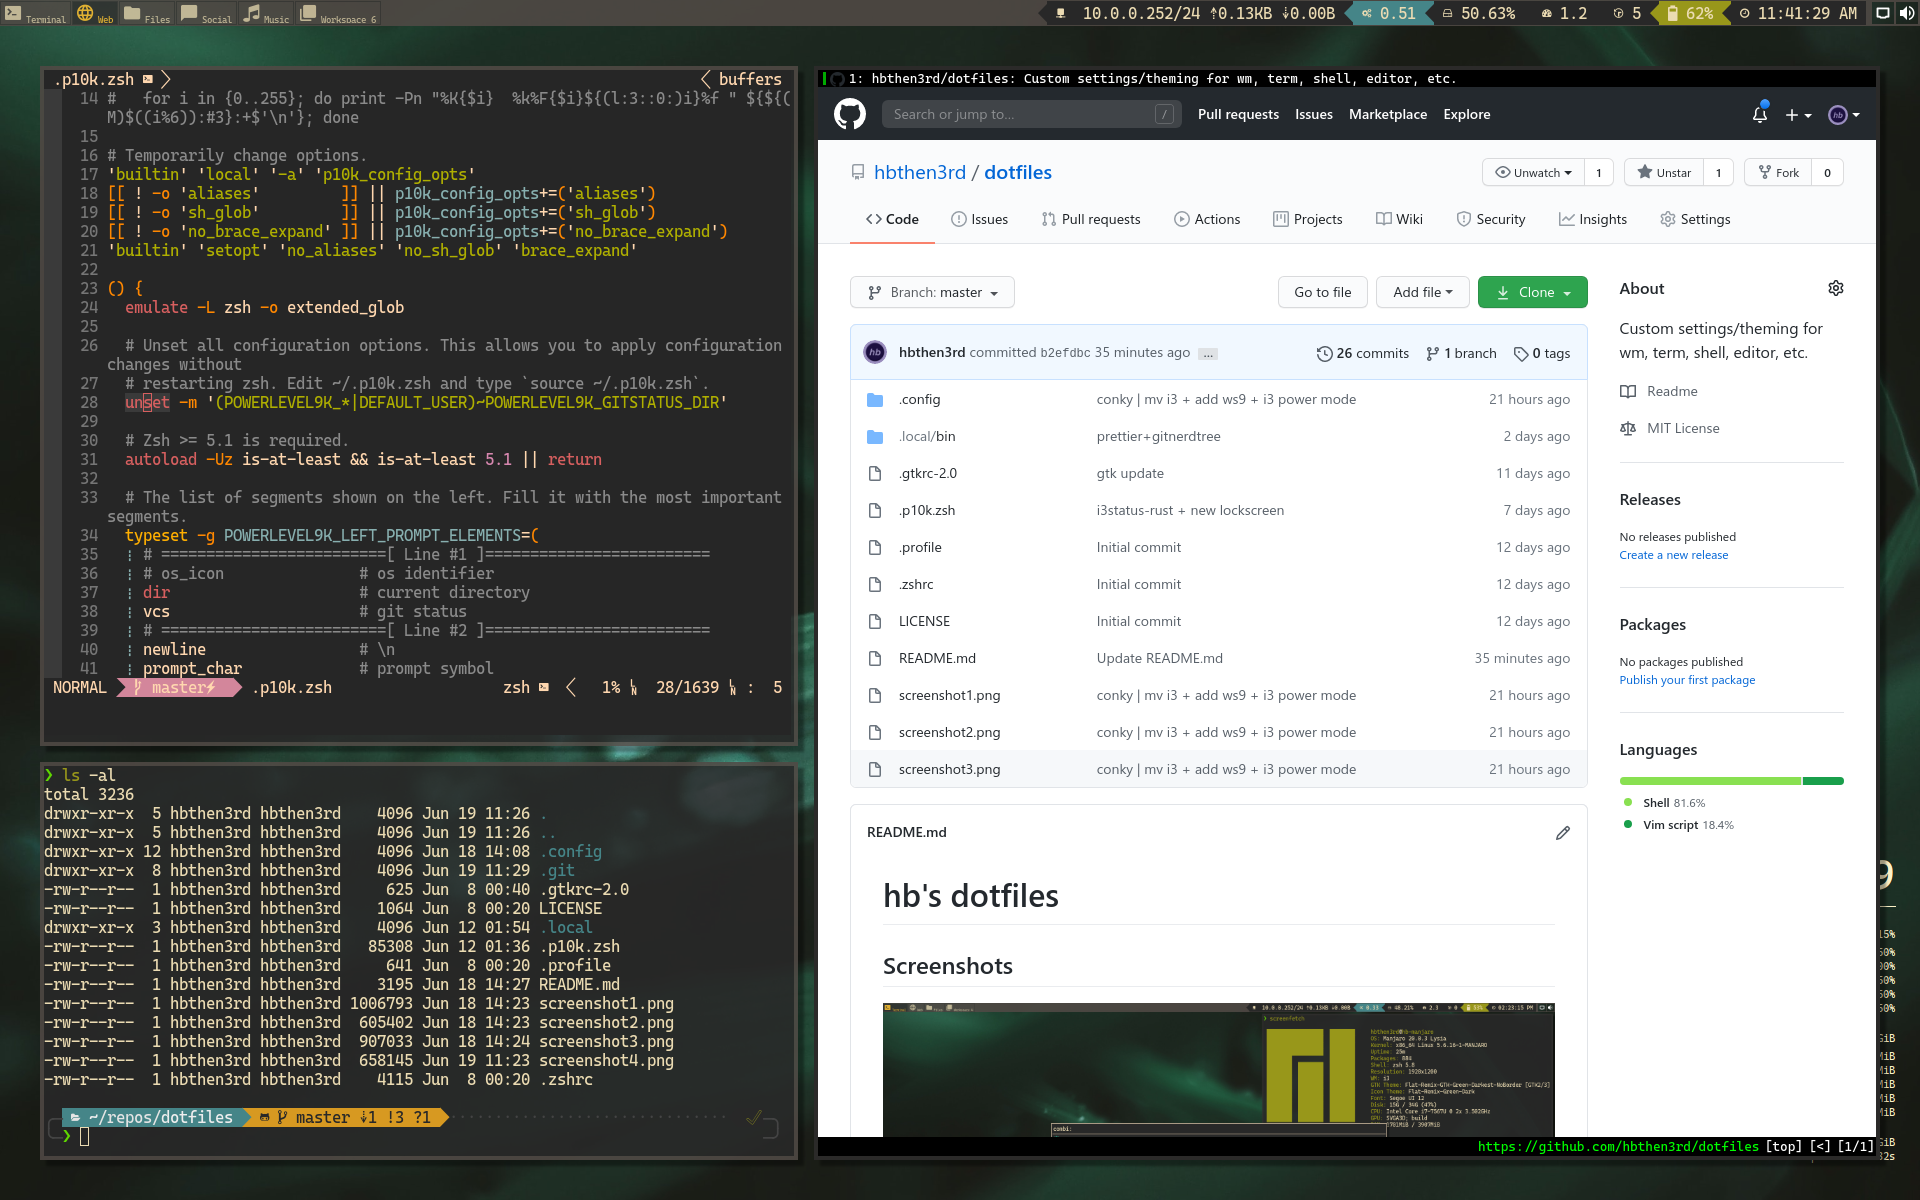 Terminal Web Files Social Music Workspace 6
10.0.0.252/24 ↑0.13KB ↓0.00B 0.51 50.63% 1.2 5 62% 11:41:29 AM
.p10k.zsh buffers
14 #   for i in {0..255}; do print -Pn "%K{$i}  %k%F{$i}${(l:3::0:)i}%f " ${${(
M)$((i%6)):#3}:+$'\n'}; done
15
16 # Temporarily change options.
17 'builtin' 'local' '-a' 'p10k_config_opts'
18 [[ ! -o 'aliases'         ]] || p10k_config_opts+=('aliases')
19 [[ ! -o 'sh_glob'         ]] || p10k_config_opts+=('sh_glob')
20 [[ ! -o 'no_brace_expand' ]] || p10k_config_opts+=('no_brace_expand')
21 'builtin' 'setopt' 'no_aliases' 'no_sh_glob' 'brace_expand'
22
23 () {
24   emulate -L zsh -o extended_glob
25
26   # Unset all configuration options. This allows you to apply configuration
changes without
27   # restarting zsh. Edit ~/.p10k.zsh and type `source ~/.p10k.zsh`.
28   unset -m '(POWERLEVEL9K_*|DEFAULT_USER)~POWERLEVEL9K_GITSTATUS_DIR'
29
30   # Zsh >= 5.1 is required.
31   autoload -Uz is-at-least && is-at-least 5.1 || return
32
33   # The list of segments shown on the left. Fill it with the most important
segments.
34   typeset -g POWERLEVEL9K_LEFT_PROMPT_ELEMENTS=(
35   ¦ # =========================[ Line #1 ]=========================
36   ¦ # os_icon               # os identifier
37   ¦ dir                     # current directory
38   ¦ vcs                     # git status
39   ¦ # =========================[ Line #2 ]=========================
40   ¦ newline                 # \n
41   ¦ prompt_char             # prompt symbol
NORMAL master⚡ .p10k.zsh zsh 1% 28/1639 : 5
❯ ls -al
total 3236
drwxr-xr-x  5 hbthen3rd hbthen3rd    4096 Jun 19 11:26 .
drwxr-xr-x  5 hbthen3rd hbthen3rd    4096 Jun 19 11:26 ..
drwxr-xr-x 12 hbthen3rd hbthen3rd    4096 Jun 18 14:08 .config
drwxr-xr-x  8 hbthen3rd hbthen3rd    4096 Jun 19 11:29 .git
-rw-r--r--  1 hbthen3rd hbthen3rd     625 Jun  8 00:40 .gtkrc-2.0
-rw-r--r--  1 hbthen3rd hbthen3rd    1064 Jun  8 00:20 LICENSE
drwxr-xr-x  3 hbthen3rd hbthen3rd    4096 Jun 12 01:54 .local
-rw-r--r--  1 hbthen3rd hbthen3rd   85308 Jun 12 01:36 .p10k.zsh
-rw-r--r--  1 hbthen3rd hbthen3rd     641 Jun  8 00:20 .profile
-rw-r--r--  1 hbthen3rd hbthen3rd    3195 Jun 18 14:27 README.md
-rw-r--r--  1 hbthen3rd hbthen3rd 1006793 Jun 18 14:23 screenshot1.png
-rw-r--r--  1 hbthen3rd hbthen3rd  605402 Jun 18 14:23 screenshot2.png
-rw-r--r--  1 hbthen3rd hbthen3rd  907033 Jun 18 14:24 screenshot3.png
-rw-r--r--  1 hbthen3rd hbthen3rd  658145 Jun 19 11:23 screenshot4.png
-rw-r--r--  1 hbthen3rd hbthen3rd    4115 Jun  8 00:20 .zshrc
~/repos/dotfiles master ↓1 !3 ?1 ✓
❯
1: hbthen3rd/dotfiles: Custom settings/theming for wm, term, shell, editor, etc.
Search or jump to... / Pull requests Issues Marketplace Explore hb
hbthen3rd / dotfiles Unwatch 1 Unstar 1 Fork 0
Code Issues Pull requests Actions Projects Wiki Security Insights Settings
Branch: master Go to file Add file Clone
hb hbthen3rd committed b2efdbc 35 minutes ago ... 26 commits 1 branch 0 tags
.config conky | mv i3 + add ws9 + i3 power mode 21 hours ago
.local/bin prettier+gitnerdtree 2 days ago
.gtkrc-2.0 gtk update 11 days ago
.p10k.zsh i3status-rust + new lockscreen 7 days ago
.profile Initial commit 12 days ago
.zshrc Initial commit 12 days ago
LICENSE Initial commit 12 days ago
README.md Update README.md 35 minutes ago
screenshot1.png conky | mv i3 + add ws9 + i3 power mode 21 hours ago
screenshot2.png conky | mv i3 + add ws9 + i3 power mode 21 hours ago
screenshot3.png conky | mv i3 + add ws9 + i3 power mode 21 hours ago
README.md
hb's dotfiles
Screenshots
About
Custom settings/theming for
wm, term, shell, editor, etc.
Readme
MIT License
Releases
No releases published
Create a new release
Packages
No packages published
Publish your first package
Languages
Shell 81.6%
Vim script 18.4%
https://github.com/hbthen3rd/dotfiles [top] [<] [1/1]